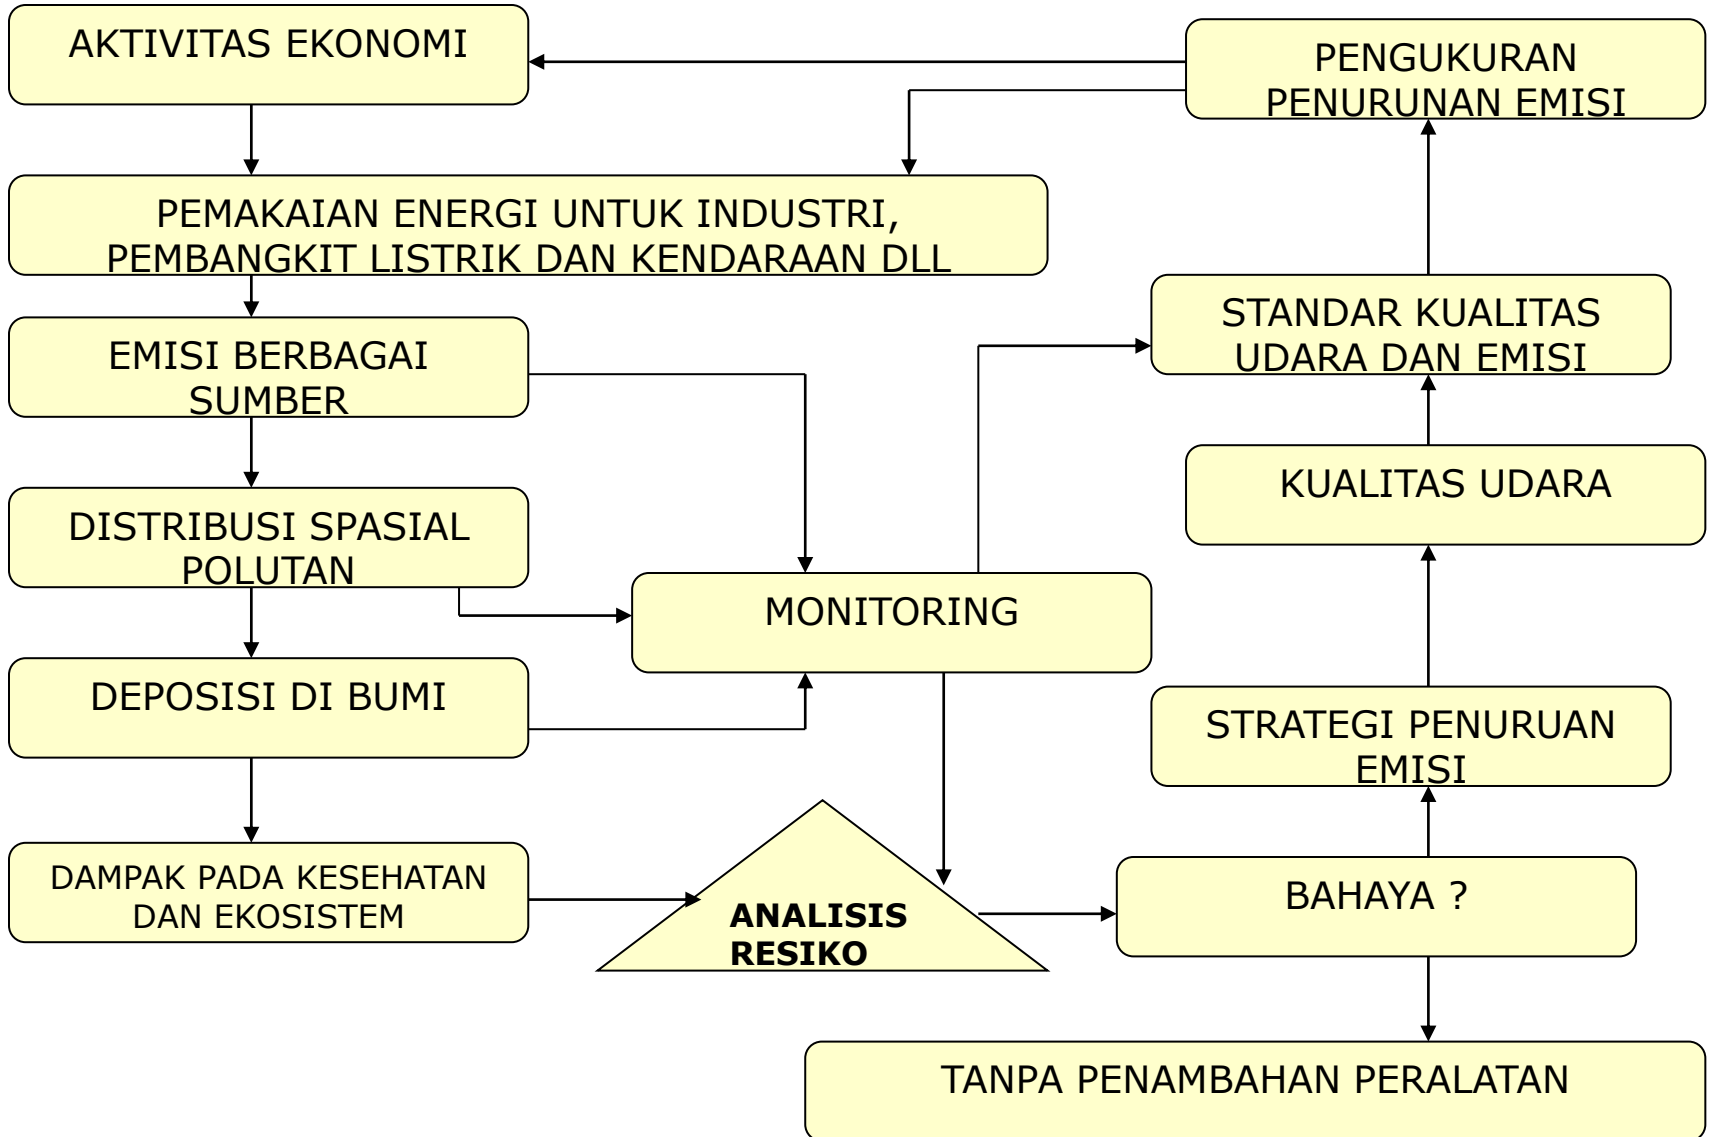 AKTIVITAS EKONOMI
PENGUKURAN
PENURUNAN EMISI
PEMAKAIAN ENERGI UNTUK INDUSTRI,
PEMBANGKIT LISTRIK DAN KENDARAAN DLL
EMISI BERBAGAI
SUMBER
STANDAR KUALITAS
UDARA DAN EMISI
KUALITAS UDARA
DISTRIBUSI SPASIAL
POLUTAN
MONITORING
DEPOSISI DI BUMI
STRATEGI PENURUAN
EMISI
DAMPAK PADA KESEHATAN
DAN EKOSISTEM
ANALISIS
RESIKO
BAHAYA ?
TANPA PENAMBAHAN PERALATAN